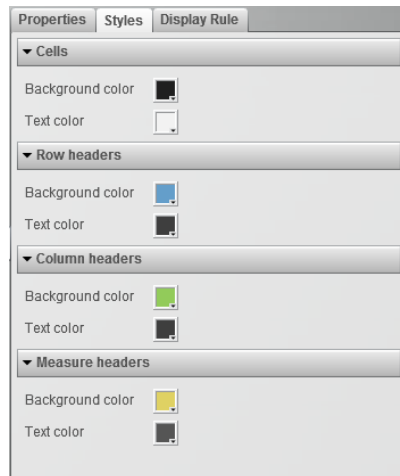 Properties Styles Display Rule
Cells
Background color
Text color
Row headers
Background color
Text color
Column headers
Background color
Text color
Measure headers
Background color
Text color